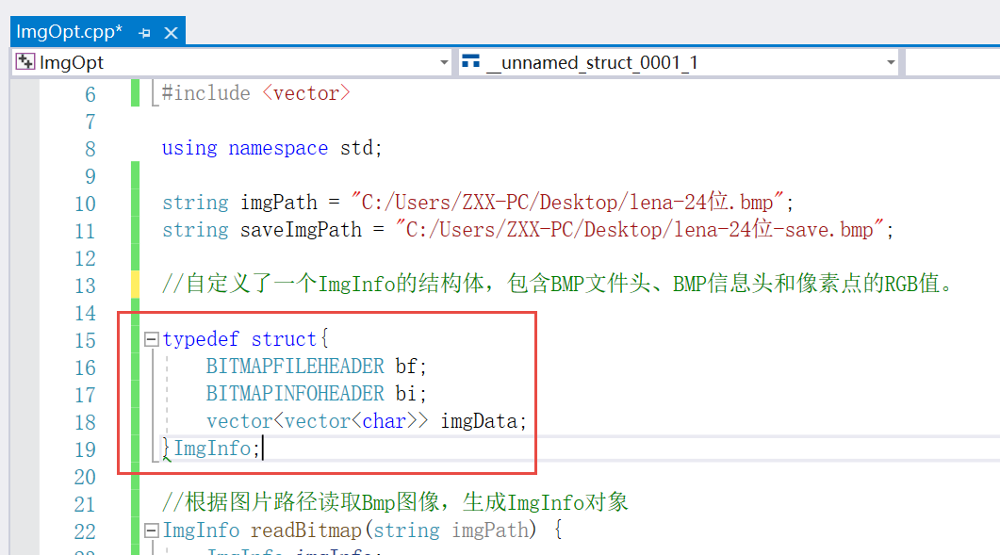 ImgOpt.cpp*
ImgOpt __unnamed_struct_0001_1
6 #include <vector>
7
8 using namespace std;
9
10 string imgPath = "C:/Users/ZXX-PC/Desktop/lena-24位.bmp";
11 string saveImgPath = "C:/Users/ZXX-PC/Desktop/lena-24位-save.bmp";
12
13 //自定义了一个ImgInfo的结构体，包含BMP文件头、BMP信息头和像素点的RGB值。
14
15 typedef struct{
16 BITMAPFILEHEADER bf;
17 BITMAPINFOHEADER bi;
18 vector<vector<char>> imgData;
19 }ImgInfo;
20
21 //根据图片路径读取Bmp图像，生成ImgInfo对象
22 ImgInfo readBitmap(string imgPath) {